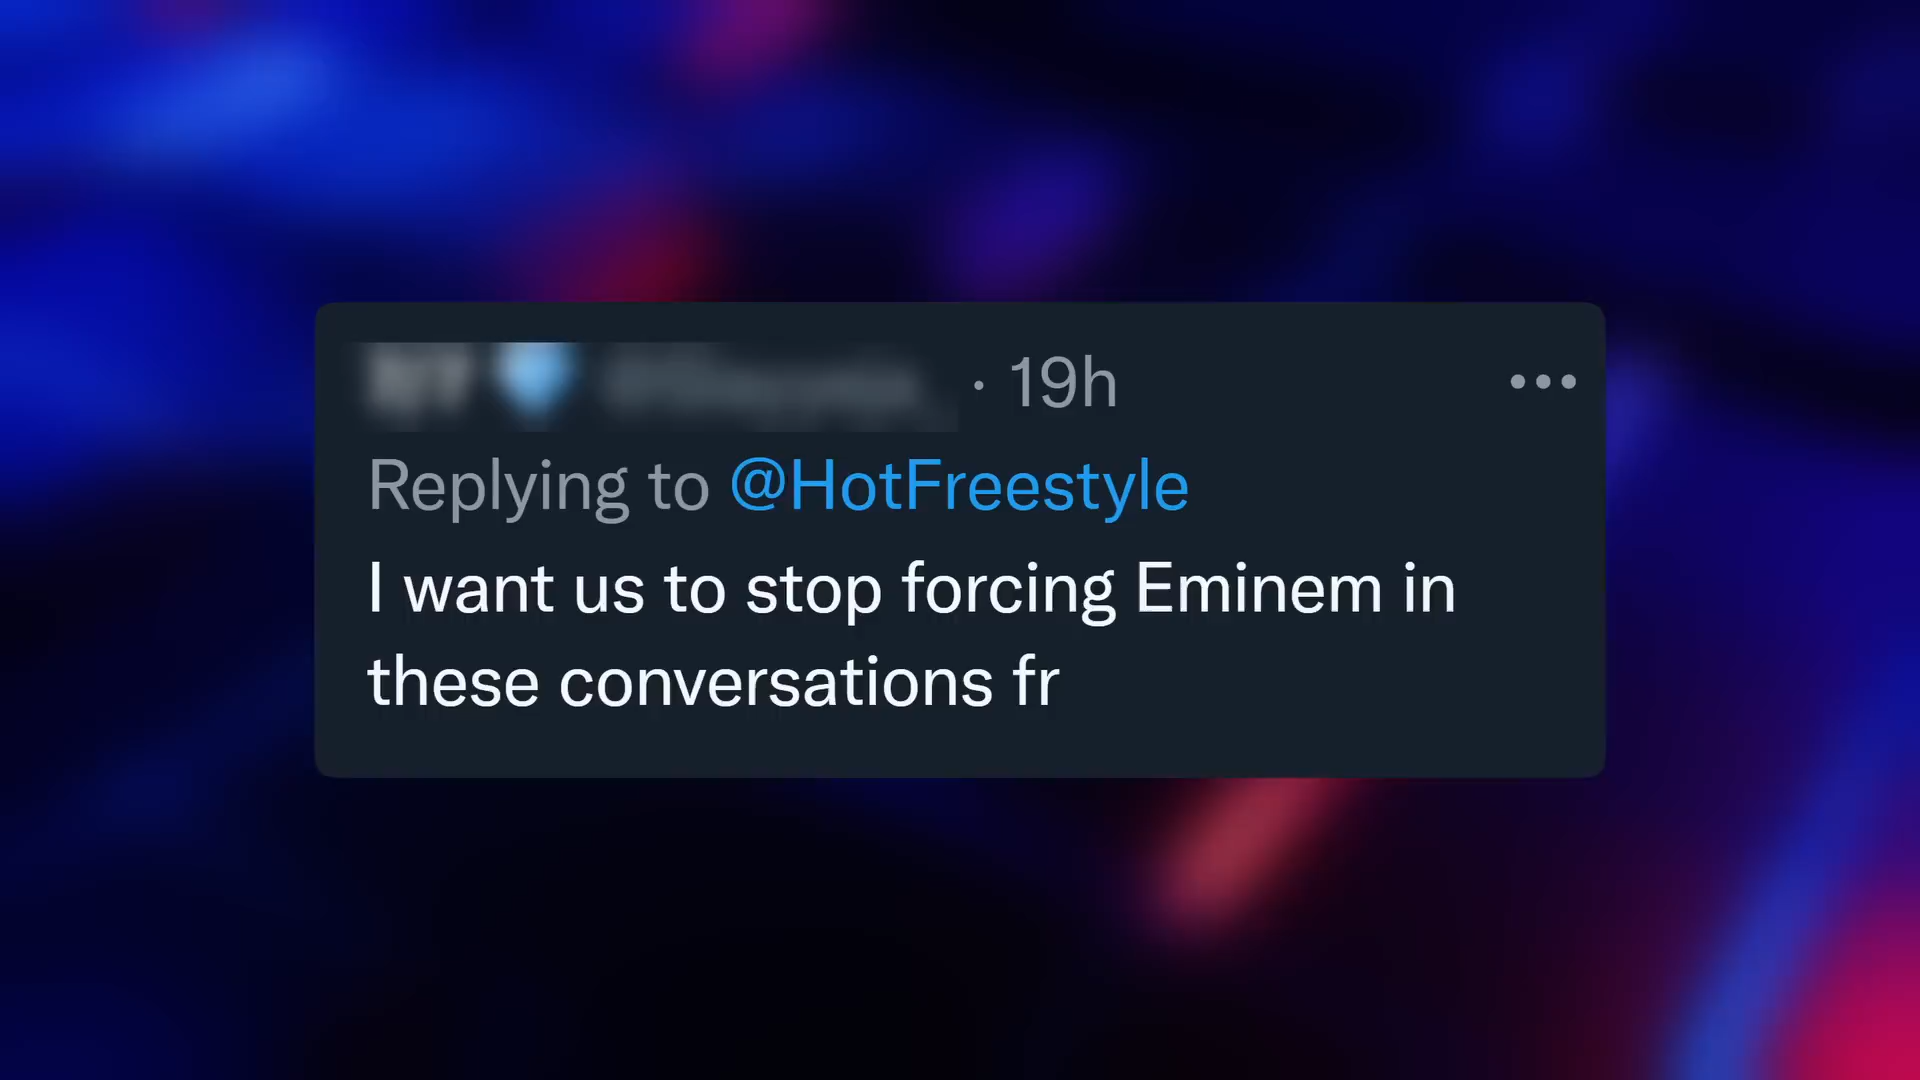 · 19h
Replying to @HotFreestyle
I want us to stop forcing Eminem in
these conversations fr